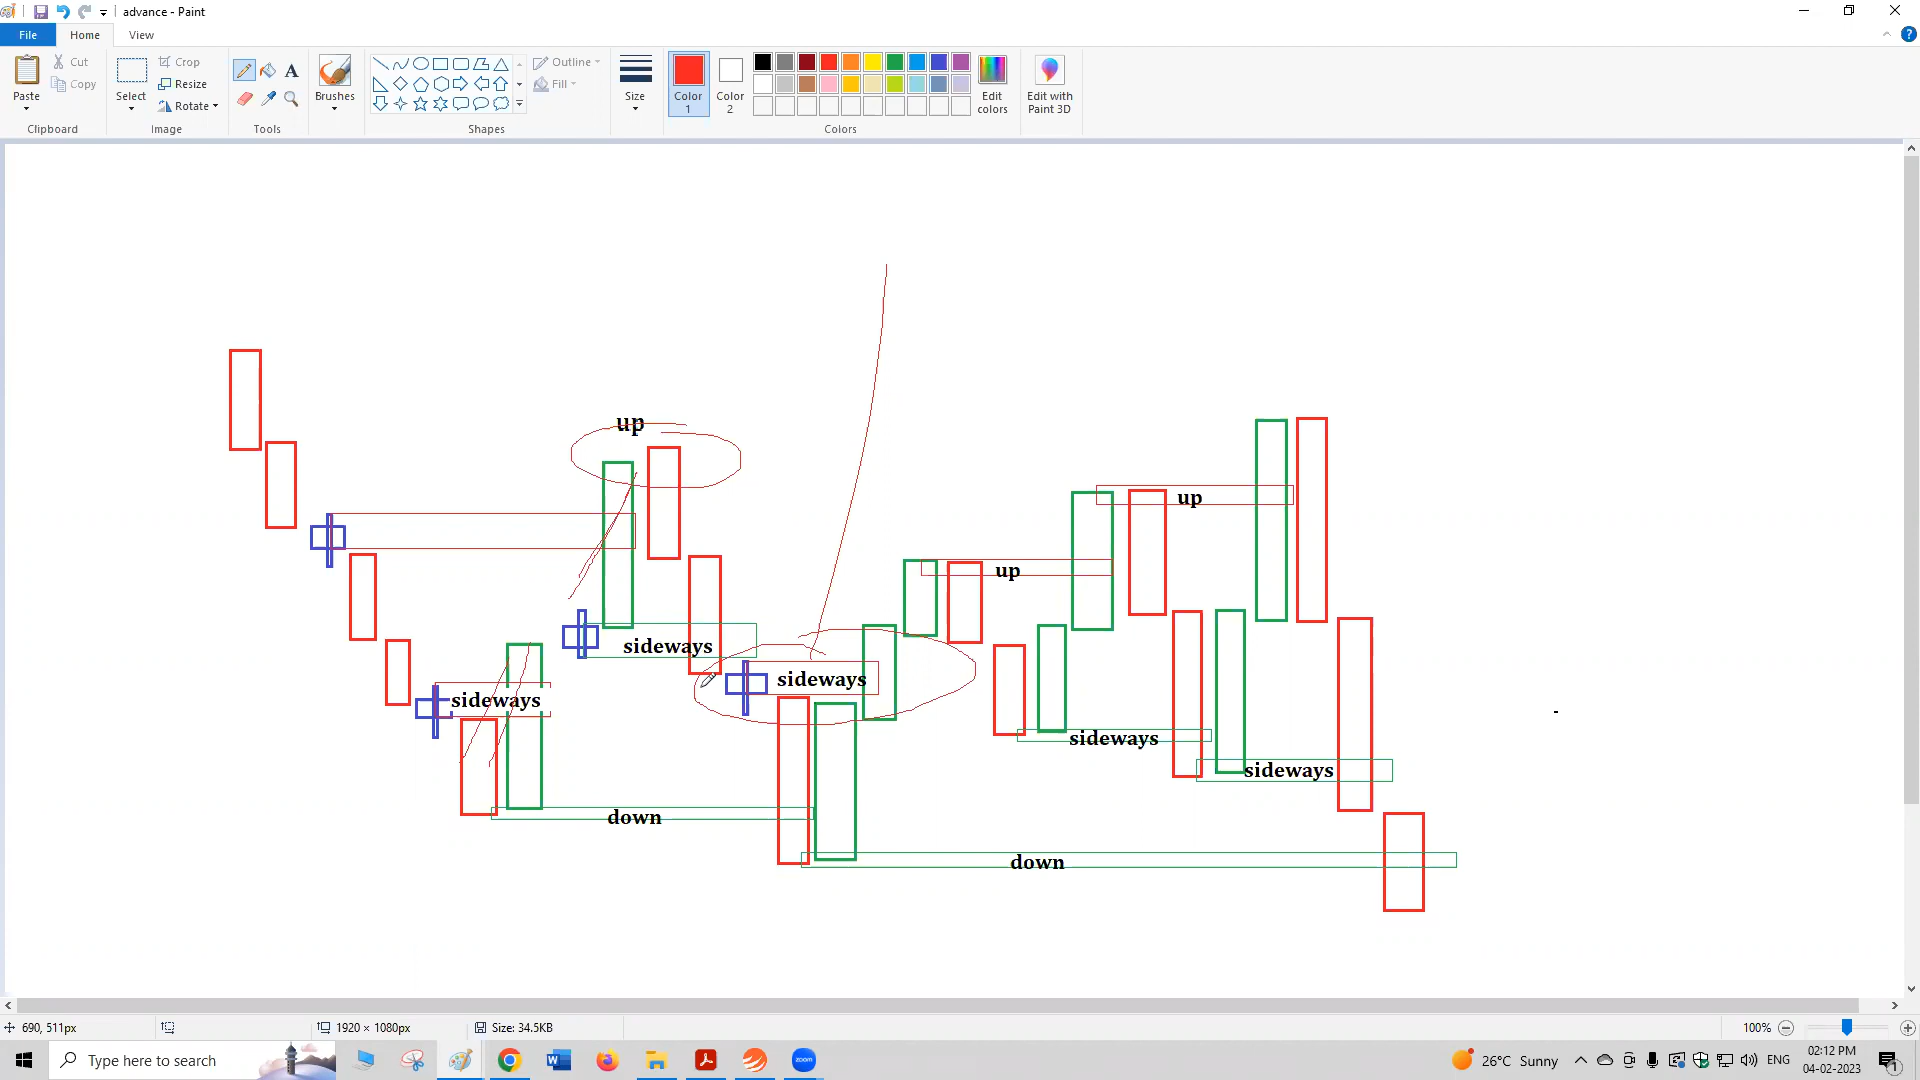 advance - Paint
File
Home
View
Paste
Cut
Copy
Clipboard
Select
Crop
Resize
Rotate
Image
A
Tools
Brushes
Outline
Fill
Shapes
Size
Color
1
Color
2
Edit
colors
Colors
Edit with
Paint 3D
up
up
up
sideways
sideways
sideways
sideways
sideways
down
down
690, 511px
1920 × 1080px
Size: 34.5KB
100%
Type here to search
zoom
26°C Sunny
ENG
02:12 PM
04-02-2023
1